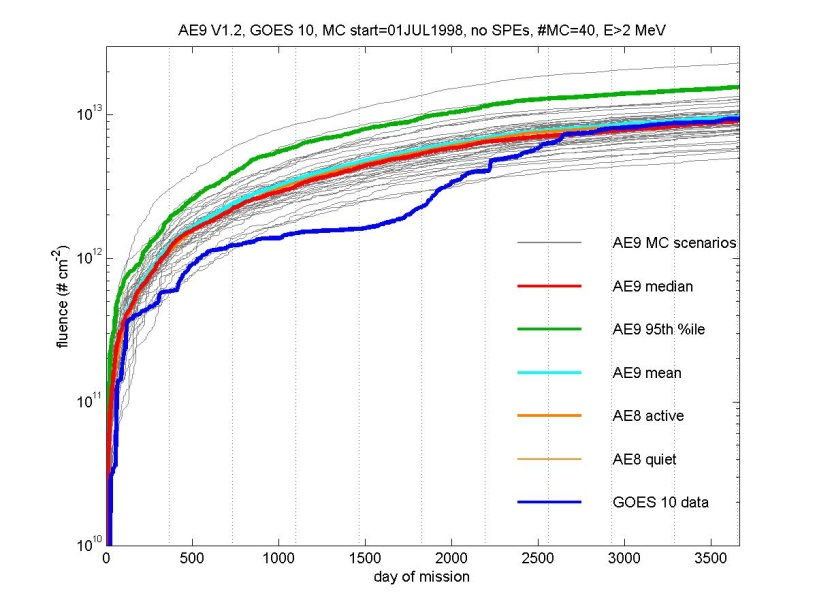 AE9 V1.2, GOES 10, MC start=01JUL1998, no SPEs, #MC=40, E>2 MeV
10^13
10^12
10^11
10^10
fluence (# cm^-2)
AE9 MC scenarios
AE9 median
AE9 95th %ile
AE9 mean
AE8 active
AE8 quiet
GOES 10 data
0 500 1000 1500 2000 2500 3000 3500
day of mission